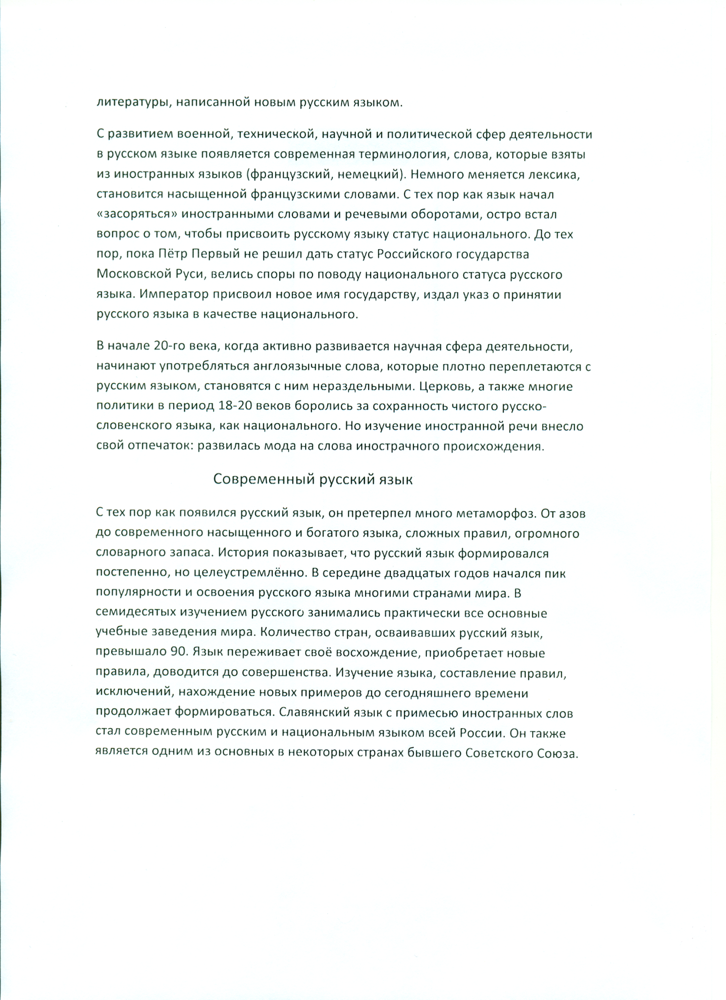 литературы, написанной новым русским языком.
С развитием военной, технической, научной и политической сфер деятельности
в русском языке появляется современная терминология, слова, которые взяты
из иностранных языков (французский, немецкий). Немного меняется лексика,
становится насыщенной французскими словами. С тех пор как язык начал
«засоряться» иностранными словами и речевыми оборотами, остро встал
вопрос о том, чтобы присвоить русскому языку статус национального. До тех
пор, пока Пётр Первый не решил дать статус Российского государства
Московской Руси, велись споры по поводу национального статуса русского
языка. Император присвоил новое имя государству, издал указ о принятии
русского языка в качестве национального.
В начале 20-го века, когда активно развивается научная сфера деятельности,
начинают употребляться англоязычные слова, которые плотно переплетаются с
русским языком, становятся с ним нераздельными. Церковь, а также многие
политики в период 18-20 веков боролись за сохранность чистого русско-
словенского языка, как национального. Но изучение иностранной речи внесло
свой отпечаток: развилась мода на слова инострачного происхождения.
Современный русский язык
С тех пор как появился русский язык, он претерпел много метаморфоз. От азов
до современного насыщенного и богатого языка, сложных правил, огромного
словарного запаса. История показывает, что русский язык формировался
постепенно, но целеустремлённо. В середине двадцатых годов начался пик
популярности и освоения русского языка многими странами мира. В
семидесятых изучением русского занимались практически все основные
учебные заведения мира. Количество стран, осваивавших русский язык,
превышало 90. Язык переживает своё восхождение, приобретает новые
правила, доводится до совершенства. Изучение языка, составление правил,
исключений, нахождение новых примеров до сегодняшнего времени
продолжает формироваться. Славянский язык с примесью иностранных слов
стал современным русским и национальным языком всей России. Он также
является одним из основных в некоторых странах бывшего Советского Союза.